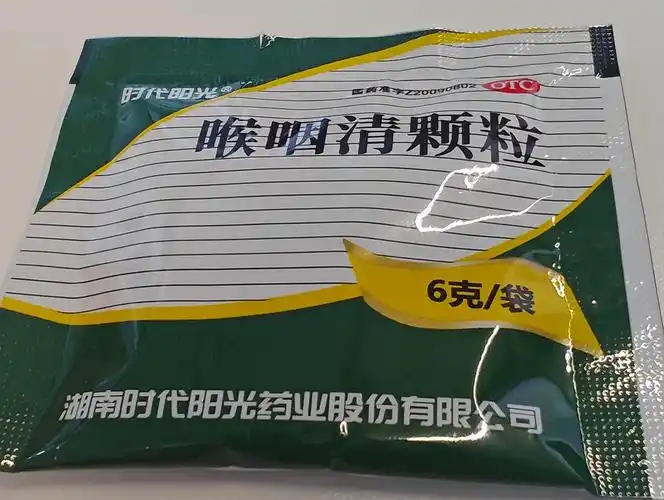 时代阳光®
国药准字Z20090802 OTC
喉咽清颗粒
6克/袋
湖南时代阳光药业股份有限公司